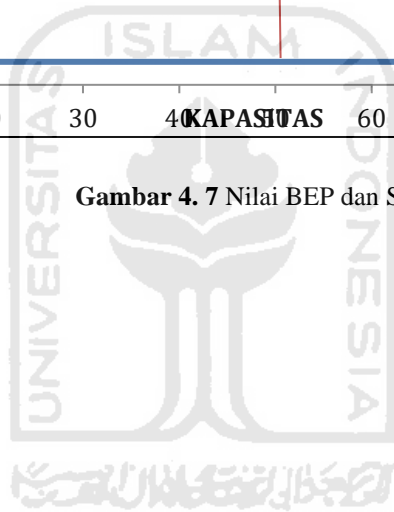 ISLAM
UNIVERSITAS
INDONESIA
30 40 KAPASITAS 50 60
Gambar 4. 7 Nilai BEP dan S